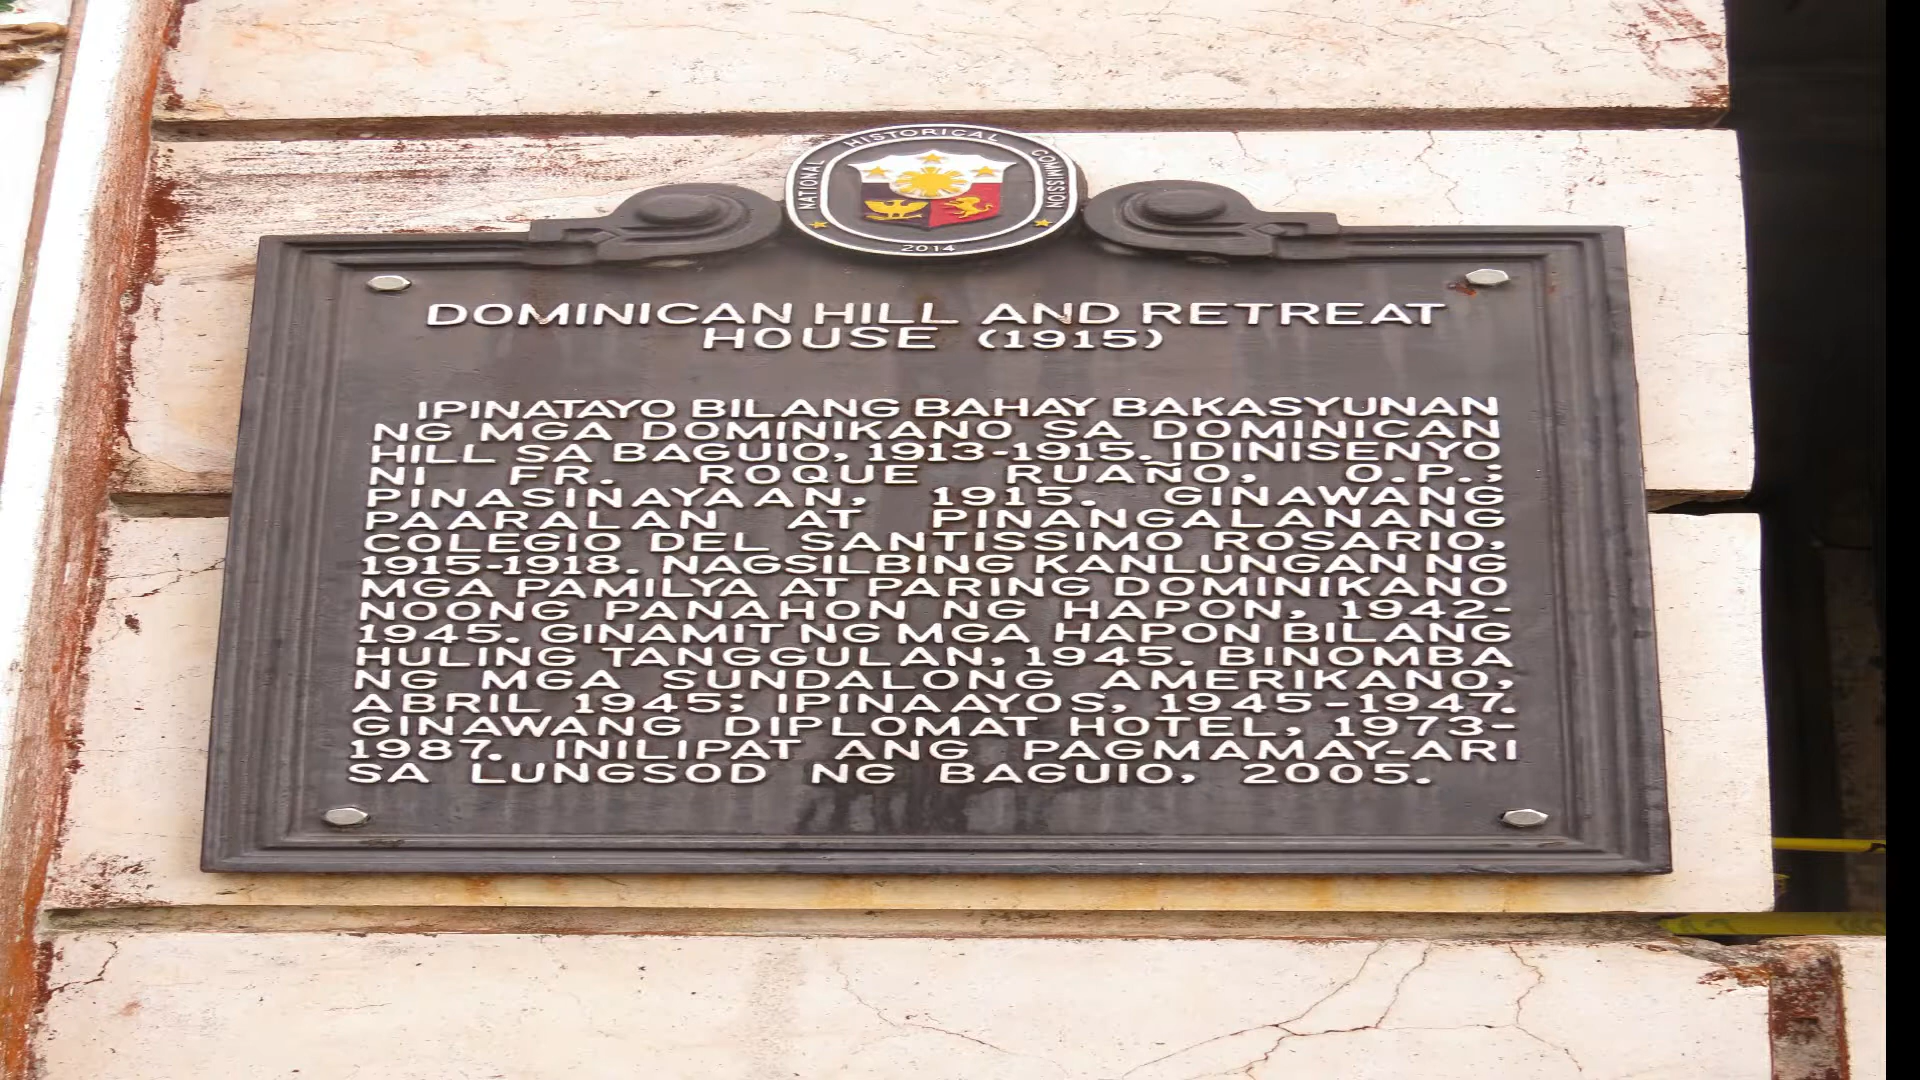 NATIONAL HISTORICAL COMMISSION
2014
DOMINICAN HILL AND RETREAT
HOUSE (1915)
IPINATAYO BILANG BAHAY BAKASYUNAN
NG MGA DOMINIKANO SA DOMINICAN
HILL SA BAGUIO, 1913-1915. IDINISENYO
NI FR. ROQUE RUAÑO, O.P.;
PINASINAYAAN, 1915. GINAWANG
PAARALAN AT PINANGALANANG
COLEGIO DEL SANTISSIMO ROSARIO,
1915-1918. NAGSILBING KANLUNGAN NG
MGA PAMILYA AT PARING DOMINIKANO
NOONG PANAHON NG HAPON, 1942-
1945. GINAMIT NG MGA HAPON BILANG
HULING TANGGULAN, 1945. BINOMBA
NG MGA SUNDALONG AMERIKANO,
ABRIL 1945; IPINAAYOS, 1945-1947.
GINAWANG DIPLOMAT HOTEL, 1973-
1987. INILIPAT ANG PAGMAMAY-ARI
SA LUNGSOD NG BAGUIO, 2005.